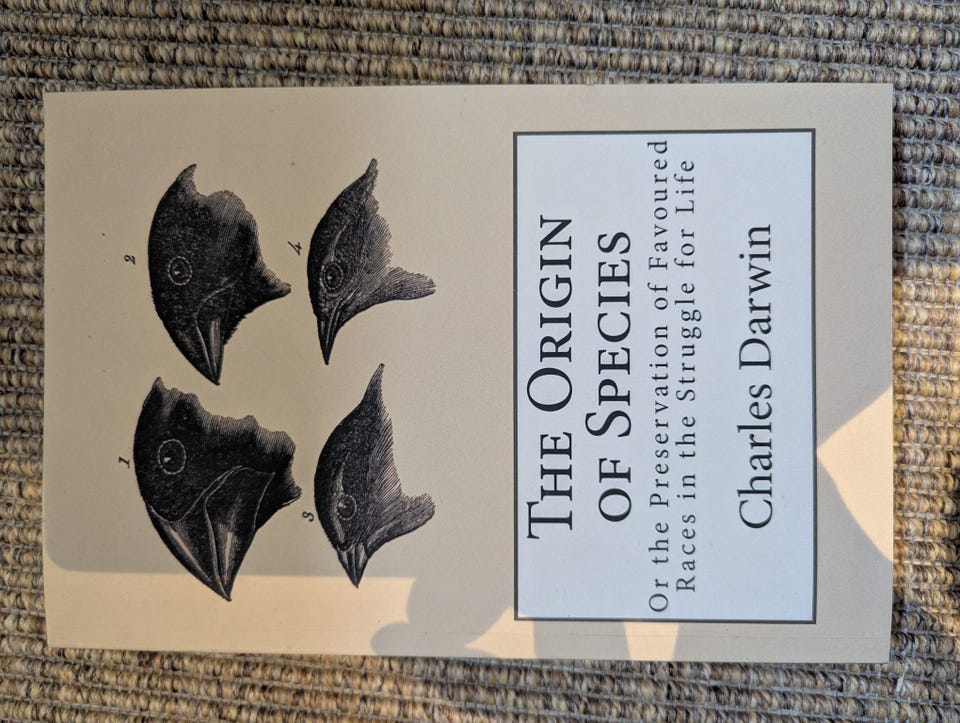 1
2
3
4
THE ORIGIN
OF SPECIES
Or the Preservation of Favoured
Races in the Struggle for Life
Charles Darwin